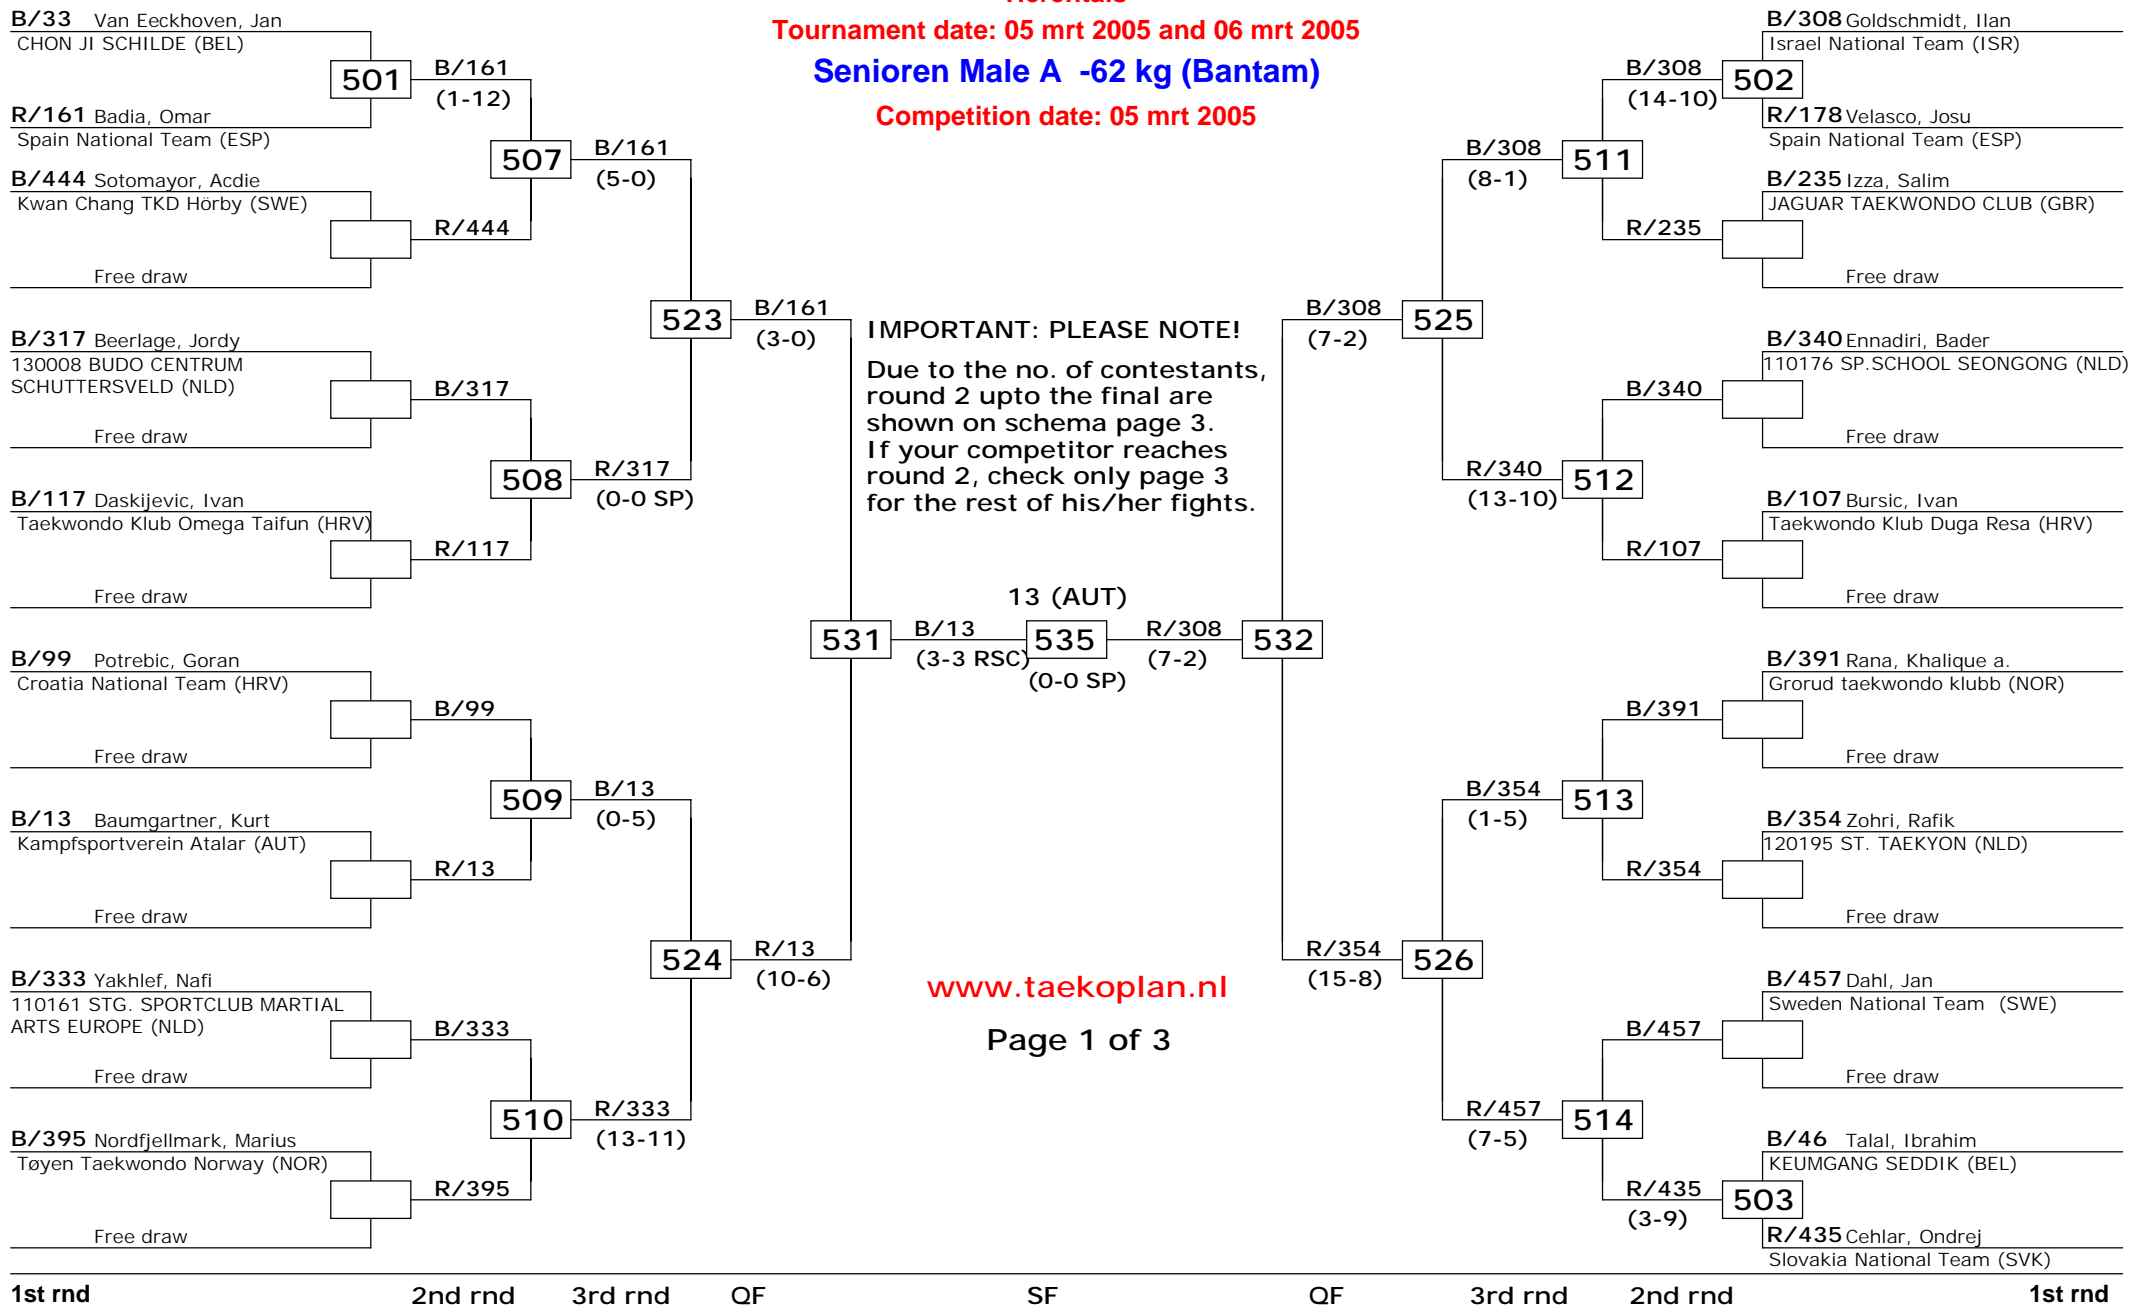 Herentals
Tournament date: 05 mrt 2005 and 06 mrt 2005
Senioren Male A -62 kg (Bantam)
Competition date: 05 mrt 2005
B/33 Van Eeckhoven, Jan
CHON JI SCHILDE (BEL)
501
B/161
(1-12)
R/161 Badia, Omar
Spain National Team (ESP)
507
B/161
(5-0)
B/444 Sotomayor, Acdie
Kwan Chang TKD Hörby (SWE)
R/444
Free draw
523
B/161
(3-0)
B/317 Beerlage, Jordy
130008 BUDO CENTRUM
SCHUTTERSVELD (NLD)
B/317
Free draw
508
R/317
(0-0 SP)
B/117 Daskijevic, Ivan
Taekwondo Klub Omega Taifun (HRV)
R/117
Free draw
531
B/13
(3-3 RSC)
B/99 Potrebic, Goran
Croatia National Team (HRV)
B/99
Free draw
509
B/13
(0-5)
B/13 Baumgartner, Kurt
Kampfsportverein Atalar (AUT)
R/13
Free draw
524
R/13
(10-6)
B/333 Yakhlef, Nafi
110161 STG. SPORTCLUB MARTIAL
ARTS EUROPE (NLD)
B/333
Free draw
510
R/333
(13-11)
B/395 Nordfjellmark, Marius
Tøyen Taekwondo Norway (NOR)
R/395
Free draw
IMPORTANT: PLEASE NOTE!
Due to the no. of contestants,
round 2 upto the final are
shown on schema page 3.
If your competitor reaches
round 2, check only page 3
for the rest of his/her fights.
13 (AUT)
535
(0-0 SP)
R/308
(7-2)
532
www.taekoplan.nl
Page 1 of 3
B/308 Goldschmidt, Ilan
Israel National Team (ISR)
B/308
(14-10)
502
R/178 Velasco, Josu
Spain National Team (ESP)
B/308
(8-1)
511
B/235 Izza, Salim
JAGUAR TAEKWONDO CLUB (GBR)
R/235
Free draw
B/308
(7-2)
525
B/340 Ennadiri, Bader
110176 SP.SCHOOL SEONGONG (NLD)
B/340
Free draw
R/340
(13-10)
512
B/107 Bursic, Ivan
Taekwondo Klub Duga Resa (HRV)
R/107
Free draw
B/391 Rana, Khalique a.
Grorud taekwondo klubb (NOR)
B/391
Free draw
B/354
(1-5)
513
B/354 Zohri, Rafik
120195 ST. TAEKYON (NLD)
R/354
Free draw
R/354
(15-8)
526
B/457 Dahl, Jan
Sweden National Team (SWE)
B/457
Free draw
R/457
(7-5)
514
B/46 Talal, Ibrahim
KEUMGANG SEDDIK (BEL)
R/435
(3-9)
503
R/435 Cehlar, Ondrej
Slovakia National Team (SVK)
1st rnd 2nd rnd 3rd rnd QF SF QF 3rd rnd 2nd rnd 1st rnd